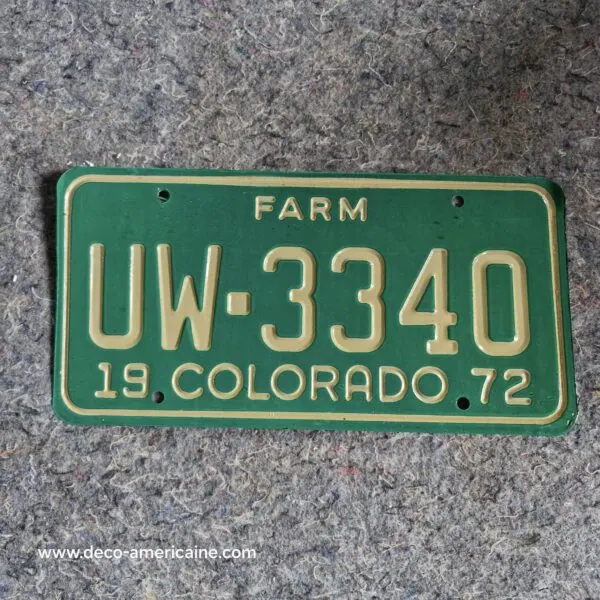 FARM
UW▪3340
19 COLORADO 72
www.deco-americaine.com